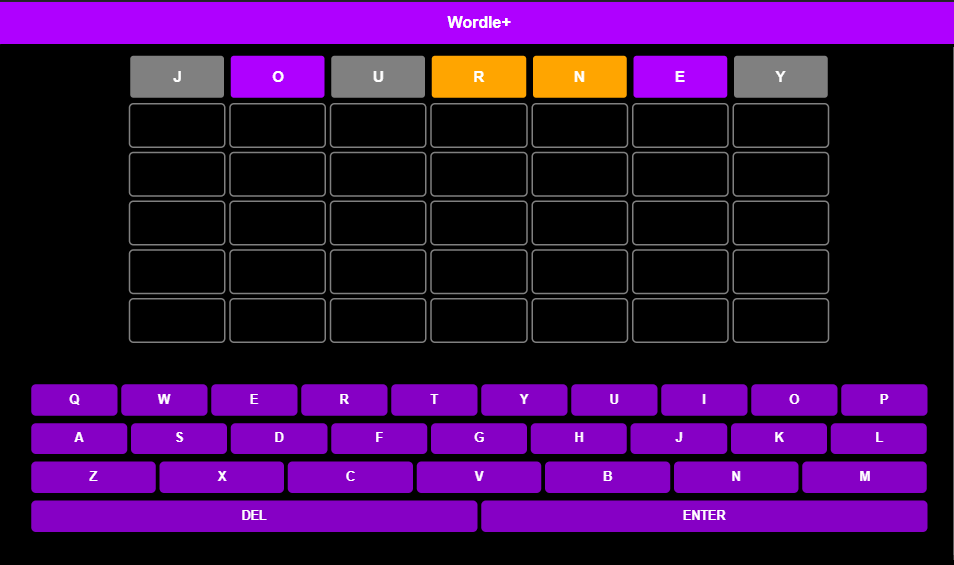 Wordle+
J O U R N E Y
Q W E R T Y U I O P
A S D F G H J K L
Z X C V B N M
DEL ENTER